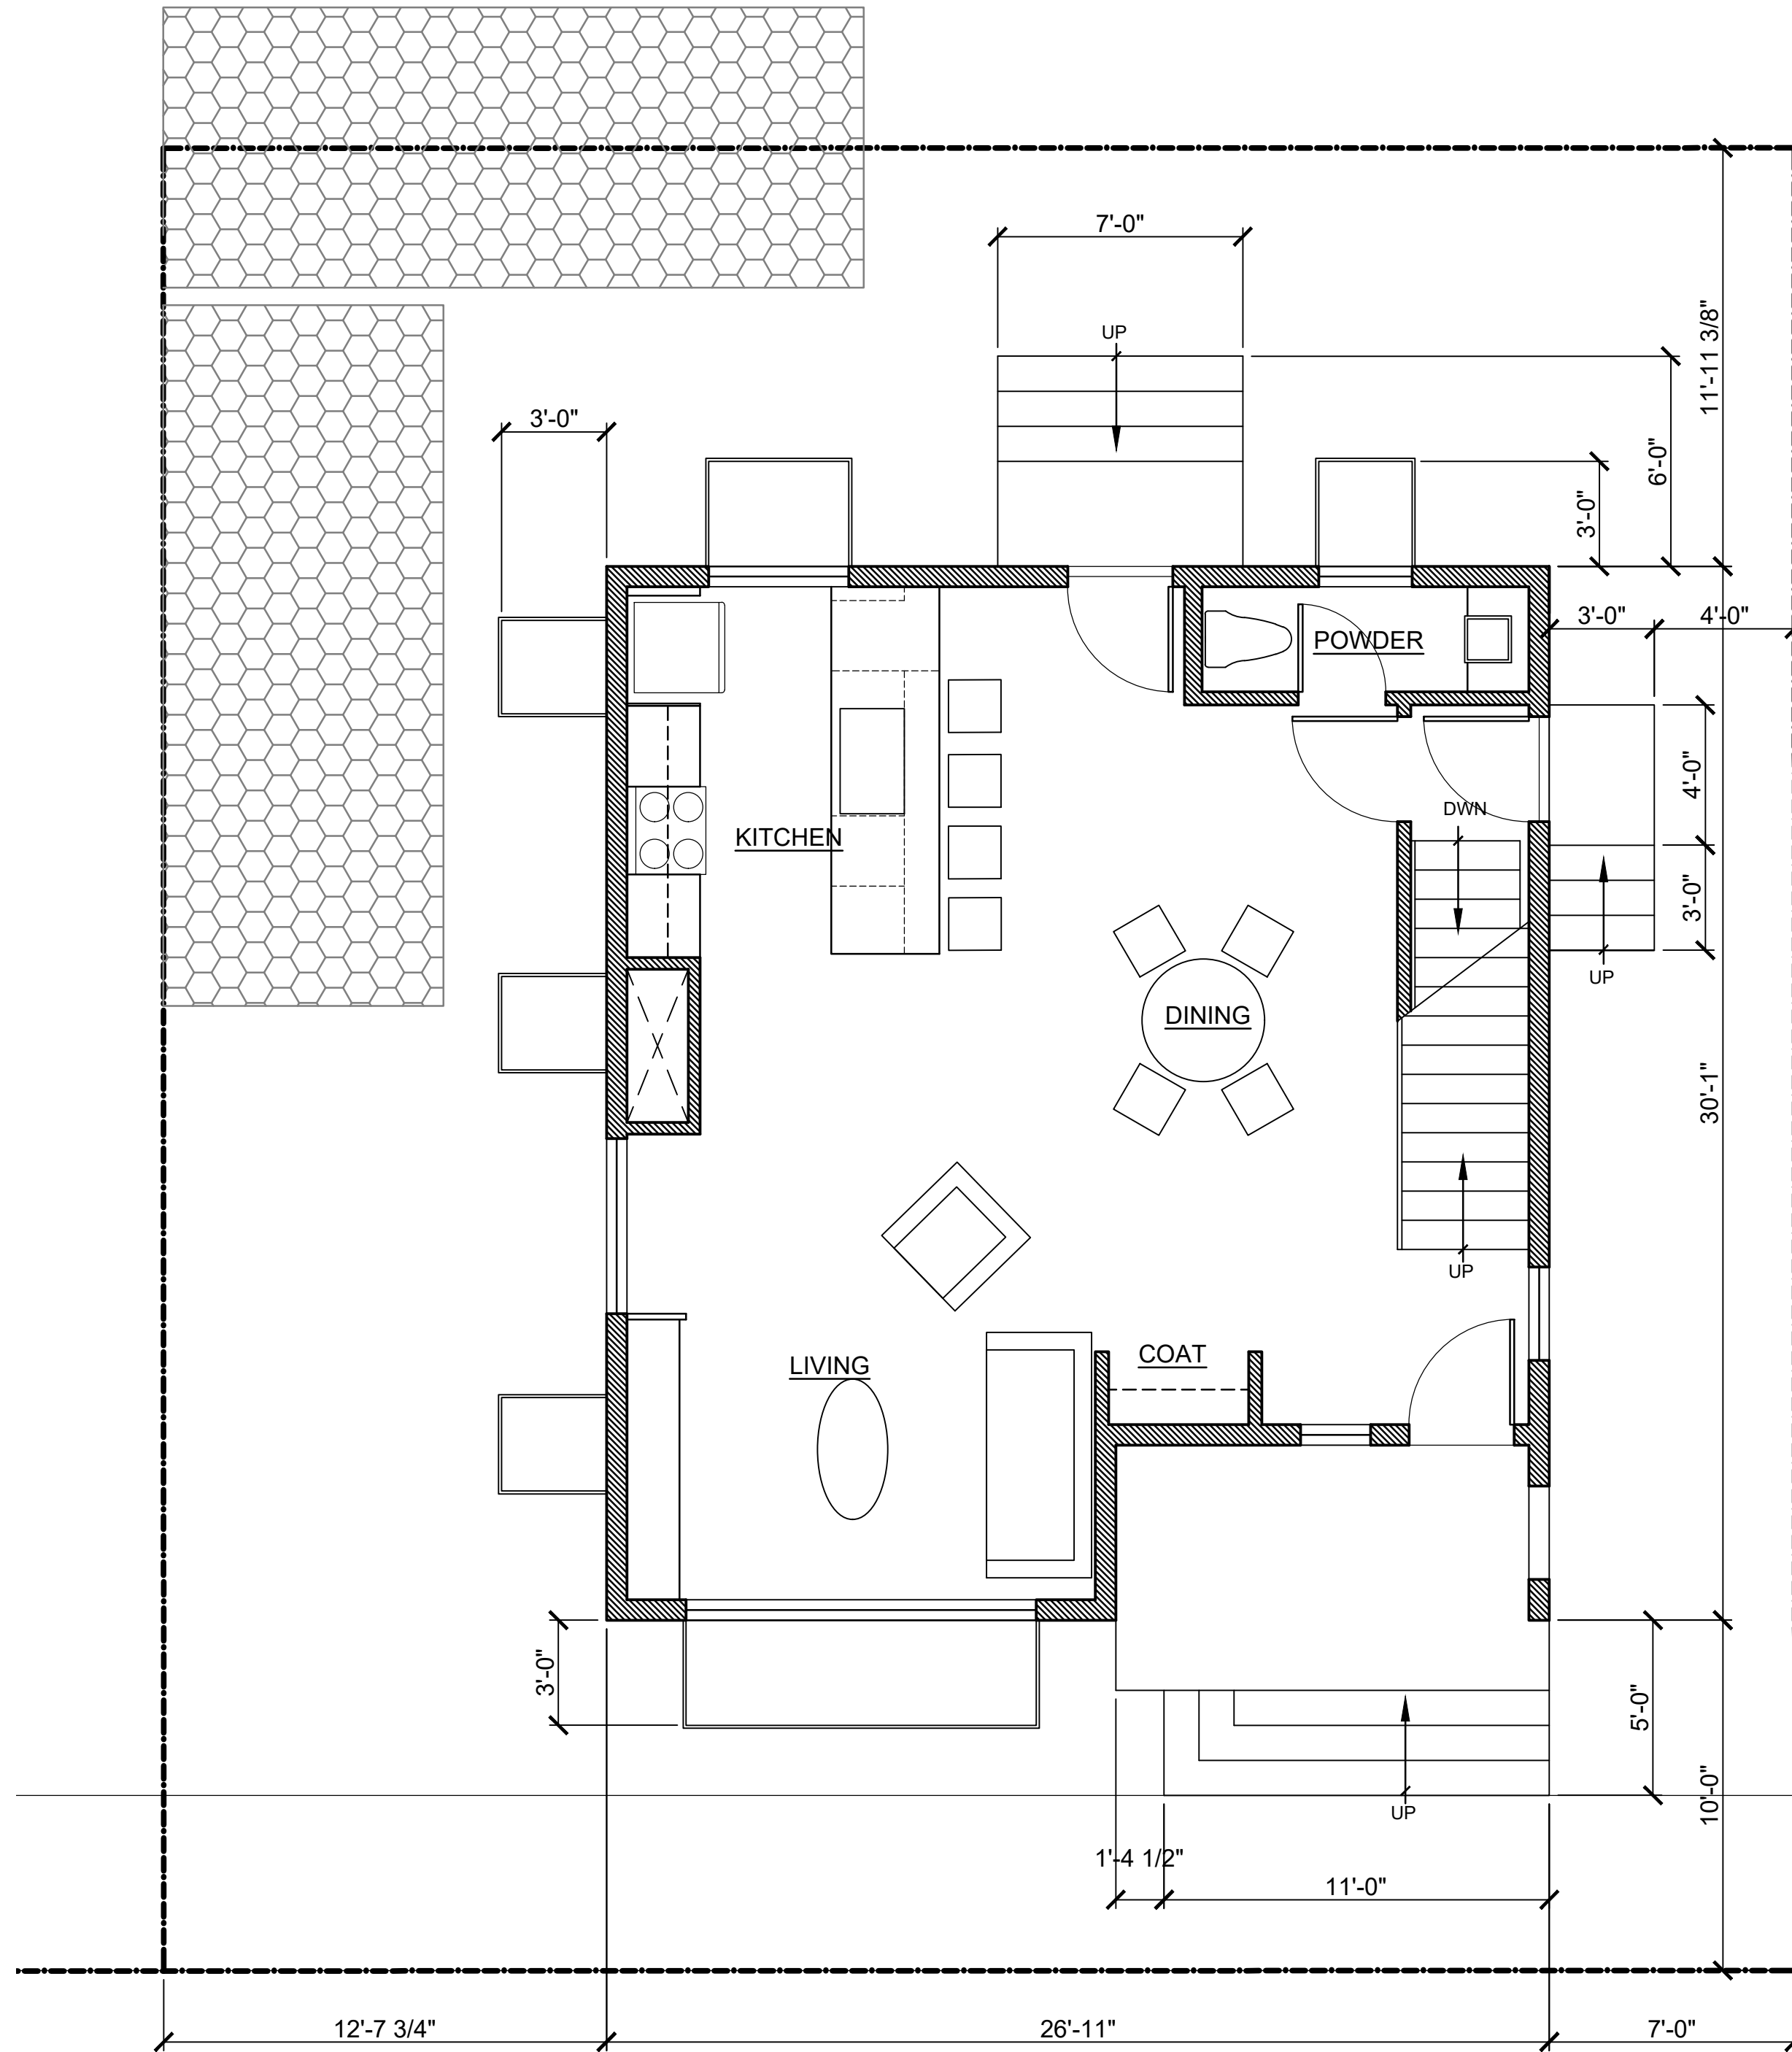 7'-0"
UP
11'-11 3/8"
3'-0"
6'-0"
3'-0"
3'-0"
4'-0"
POWDER
4'-0"
DWN
KITCHEN
3'-0"
UP
DINING
30'-1"
UP
COAT
LIVING
3'-0"
5'-0"
10'-0"
UP
1'-4 1/2"
11'-0"
12'-7 3/4"
26'-11"
7'-0"